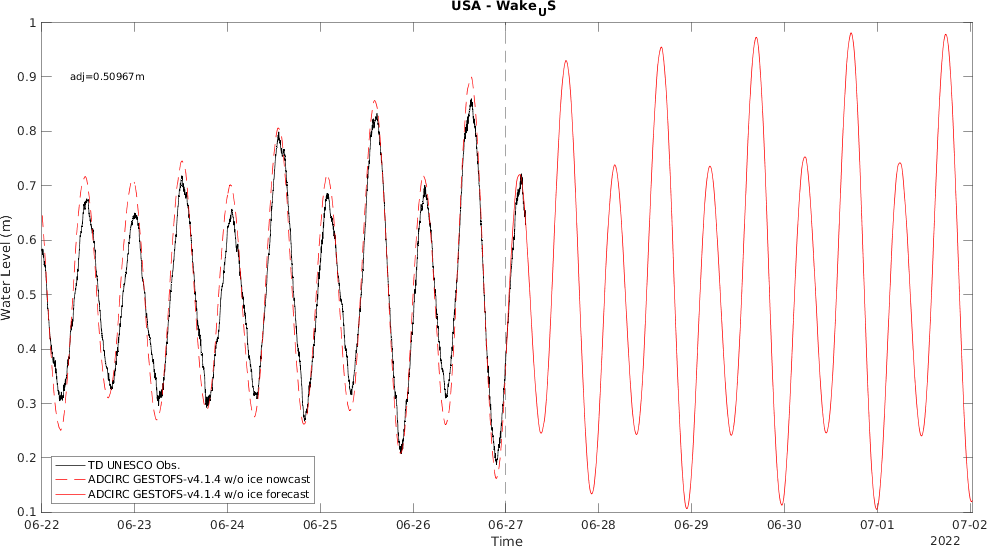 USA - WakeUS
adj=0.50967m
Water Level (m)
1
0.9
0.8
0.7
0.6
0.5
0.4
0.3
0.2
0.1
TD UNESCO Obs.
ADCIRC GESTOFS-v4.1.4 w/o ice nowcast
ADCIRC GESTOFS-v4.1.4 w/o ice forecast
06-22 06-23 06-24 06-25 06-26 06-27 06-28 06-29 06-30 07-01 07-02
Time
2022